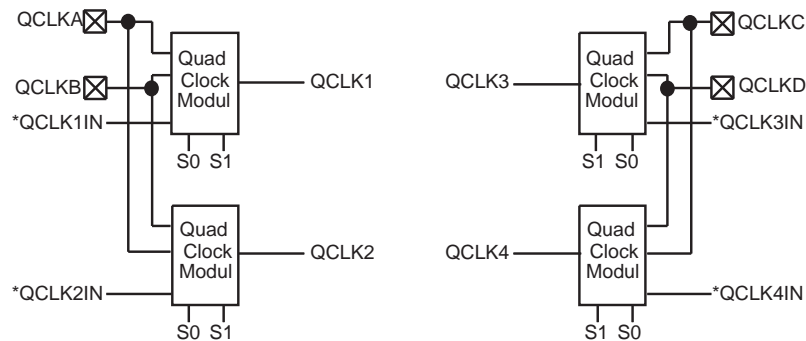 QCLKA
QCLKB
*QCLK1IN
Quad
Clock
Modul
QCLK1
S0 S1
*QCLK2IN
Quad
Clock
Modul
QCLK2
S0 S1
QCLK3
Quad
Clock
Modul
QCLKC
QCLKD
*QCLK3IN
S1 S0
QCLK4
Quad
Clock
Modul
*QCLK4IN
S1 S0